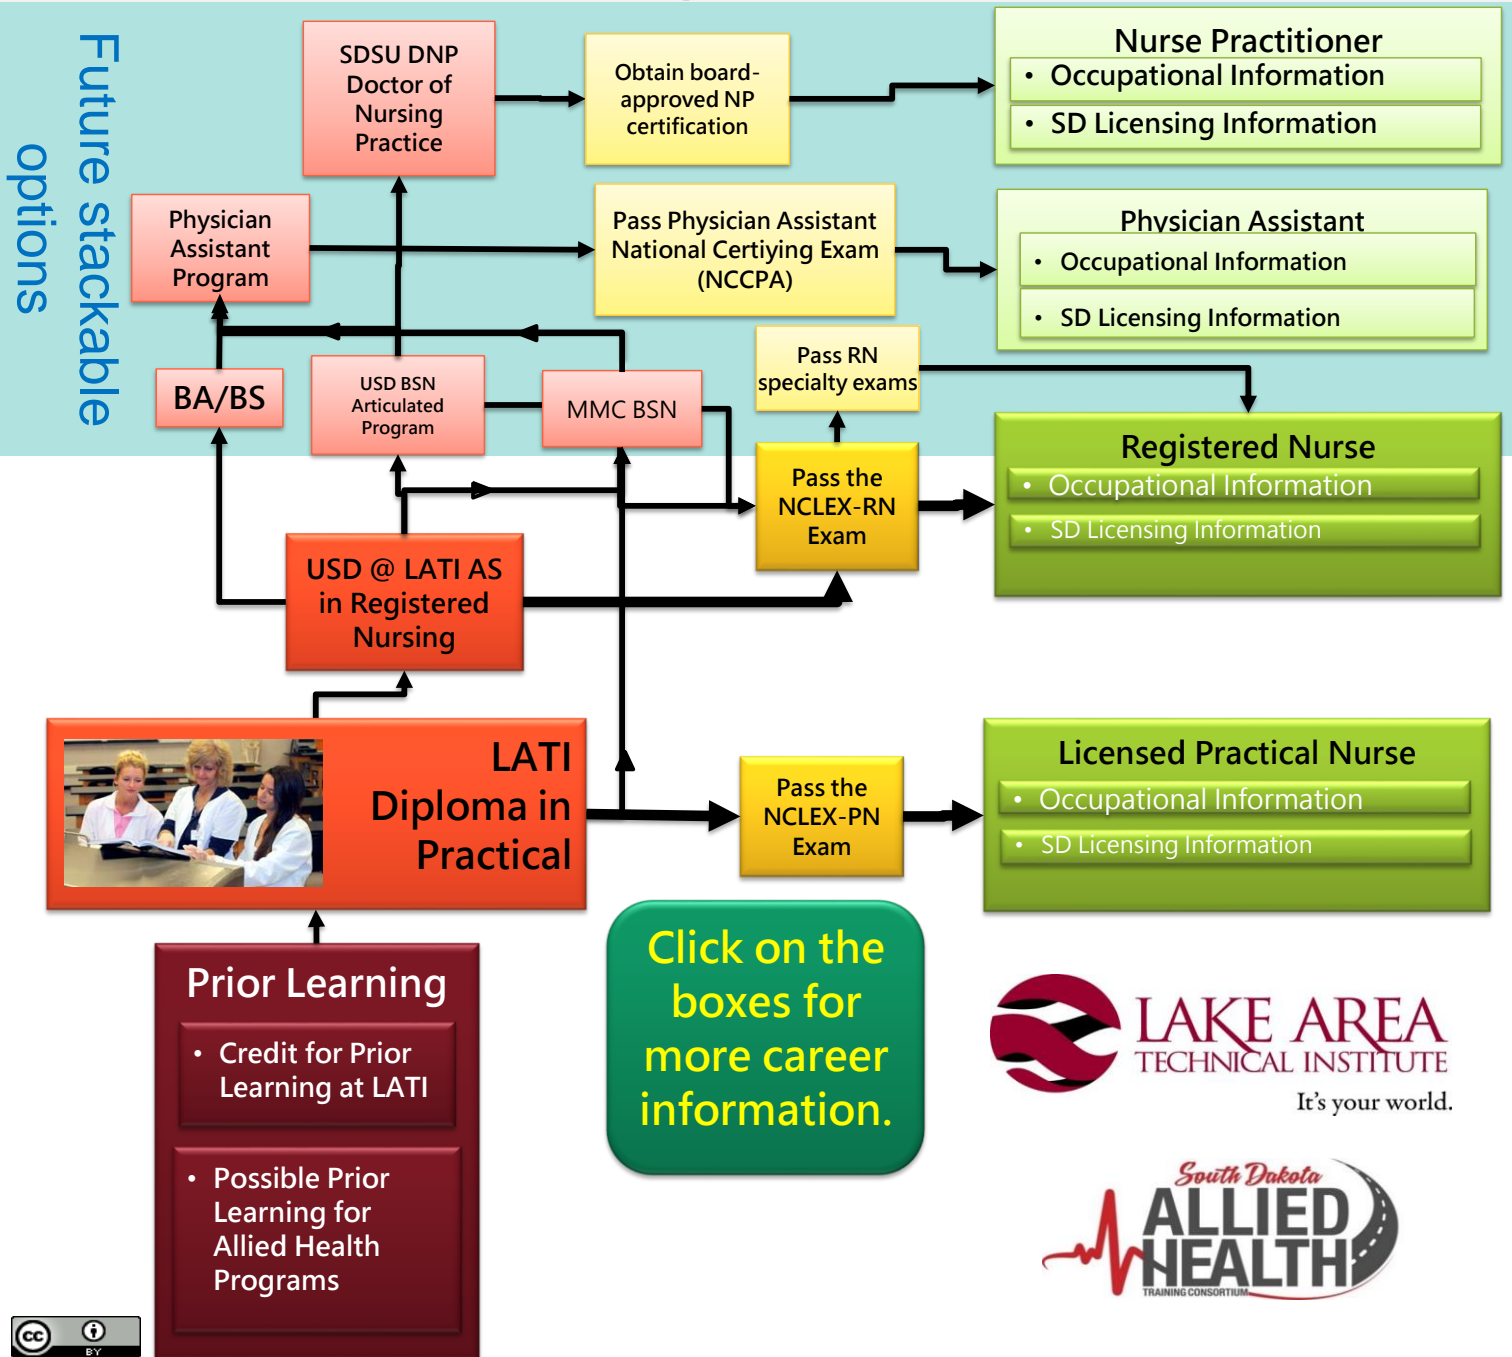 Future stackable
options
SDSU DNP
Doctor of
Nursing
Practice
Obtain board-
approved NP
certification
Nurse Practitioner
• Occupational Information
• SD Licensing Information
Physician
Assistant
Program
Pass Physician Assistant
National Certiying Exam
(NCCPA)
Physician Assistant
• Occupational Information
• SD Licensing Information
BA/BS
USD BSN
Articulated
Program
MMC BSN
Pass RN
specialty exams
Pass the
NCLEX-RN
Exam
Registered Nurse
• Occupational Information
• SD Licensing Information
USD @ LATI AS
in Registered
Nursing
LATI
Diploma in
Practical
Pass the
NCLEX-PN
Exam
Licensed Practical Nurse
• Occupational Information
• SD Licensing Information
Prior Learning
• Credit for Prior
Learning at LATI
• Possible Prior
Learning for
Allied Health
Programs
Click on the
boxes for
more career
information.
LAKE AREA
TECHNICAL INSTITUTE
It's your world.
South Dakota
ALLIED
HEALTH
TRAINING CONSORTIUM
cc
BY